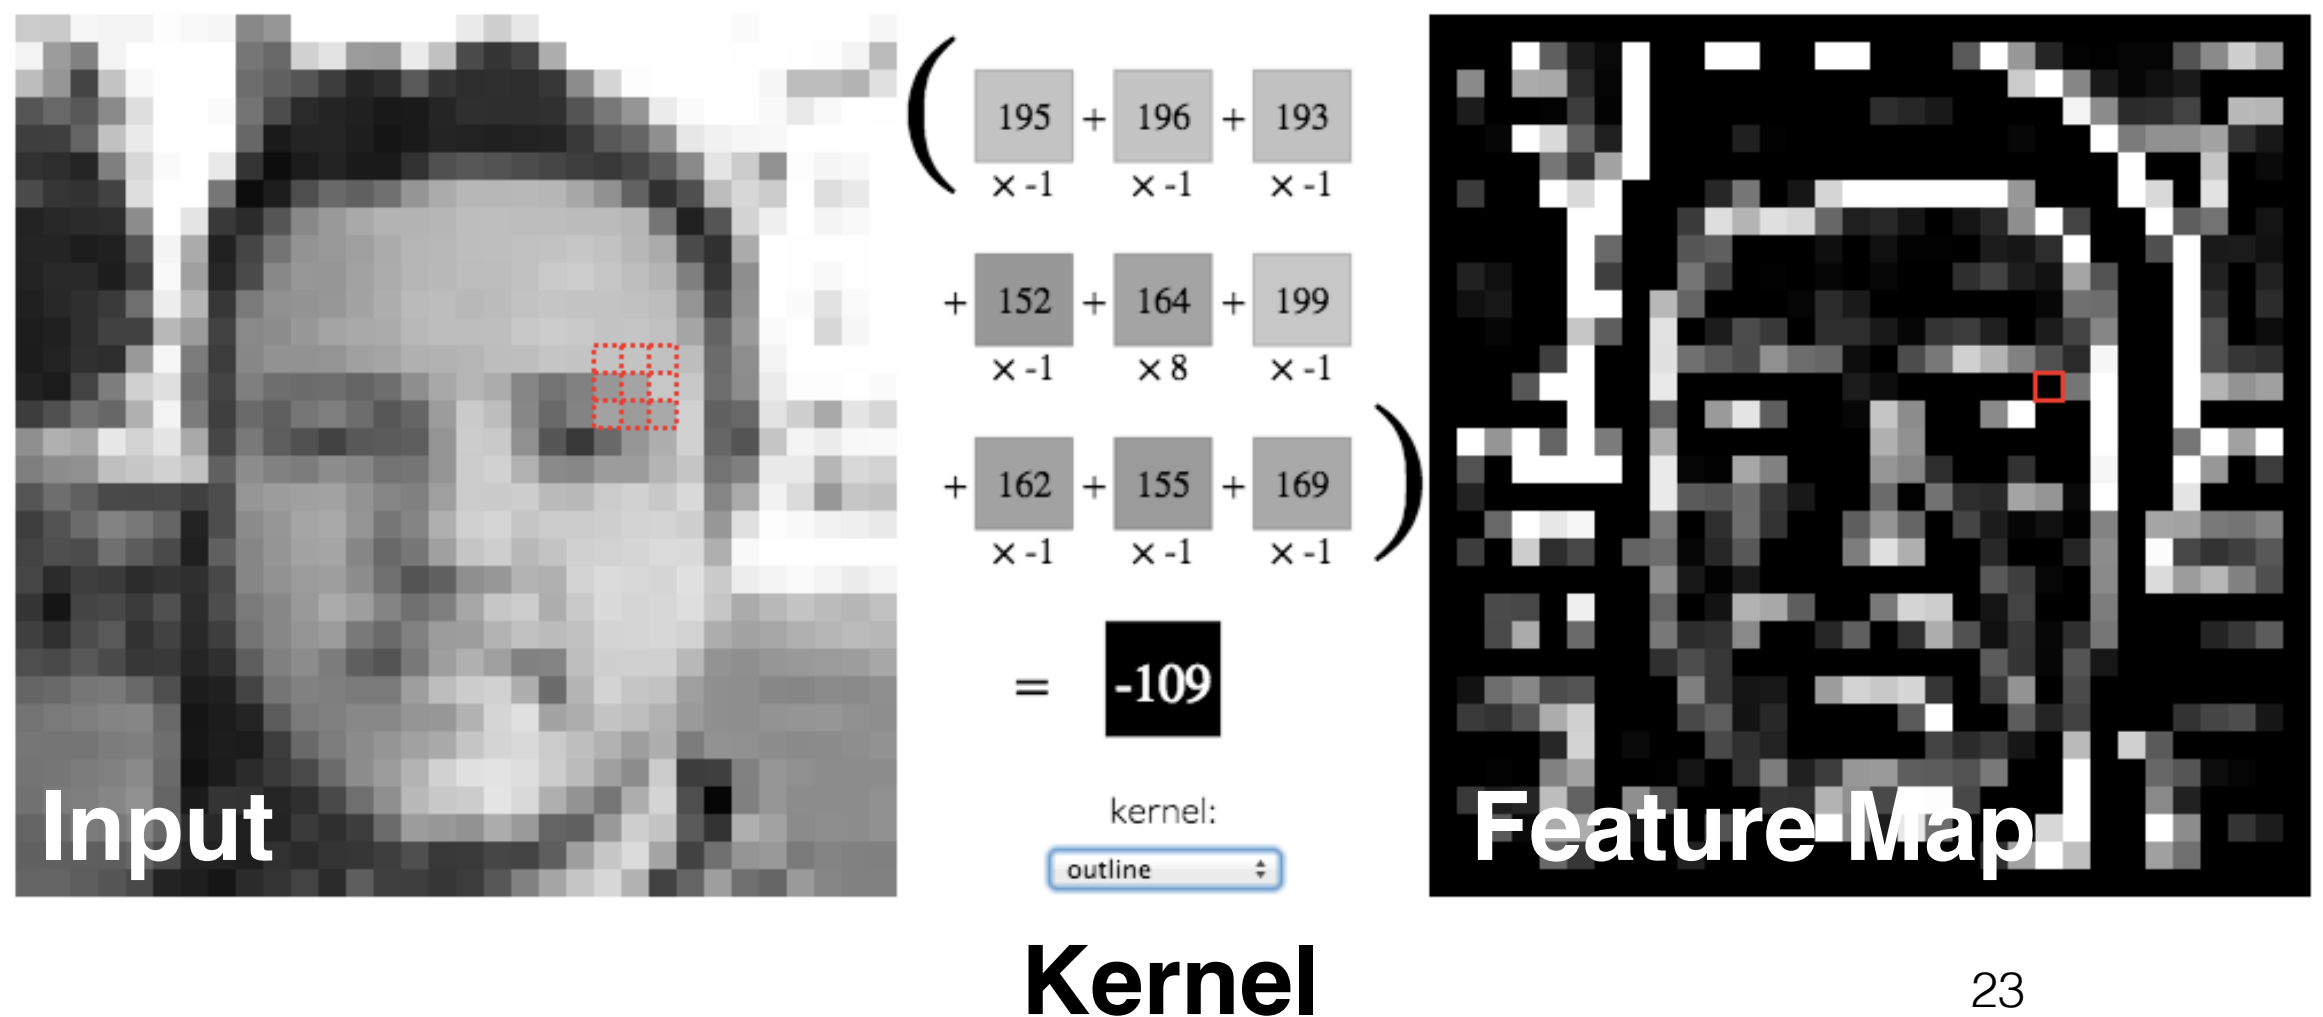 ( 195 + 196 + 193
× -1 × -1 × -1
+ 152 + 164 + 199
× -1 × 8 × -1
+ 162 + 155 + 169 )
× -1 × -1 × -1
= -109
kernel:
outline
Input
Feature Map
Kernel
23